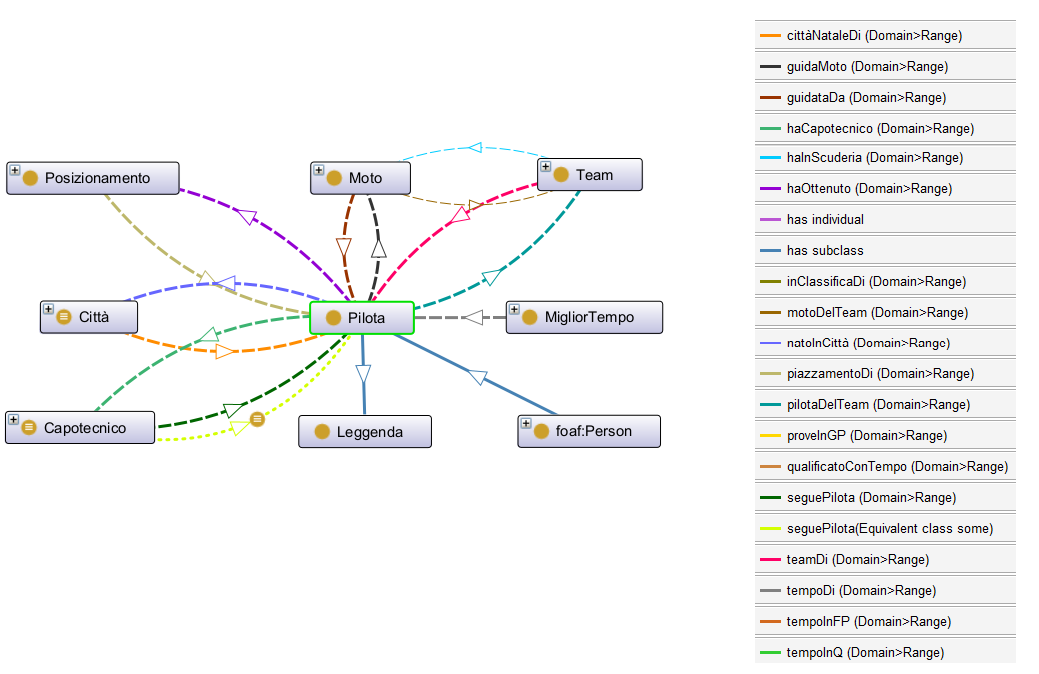 Posizionamento
Moto
Team
Città
Pilota
MigliorTempo
Capotecnico
Leggenda
foaf:Person
cittàNataleDi (Domain>Range)
guidaMoto (Domain>Range)
guidataDa (Domain>Range)
haCapotecnico (Domain>Range)
haInScuderia (Domain>Range)
haOttenuto (Domain>Range)
has individual
has subclass
inClassificaDi (Domain>Range)
motoDelTeam (Domain>Range)
natoInCittà (Domain>Range)
piazzamentoDi (Domain>Range)
pilotaDelTeam (Domain>Range)
proveInGP (Domain>Range)
qualificatoConTempo (Domain>Range)
seguePilota (Domain>Range)
seguePilota(Equivalent class some)
teamDi (Domain>Range)
tempoDi (Domain>Range)
tempoInFP (Domain>Range)
tempoInQ (Domain>Range)